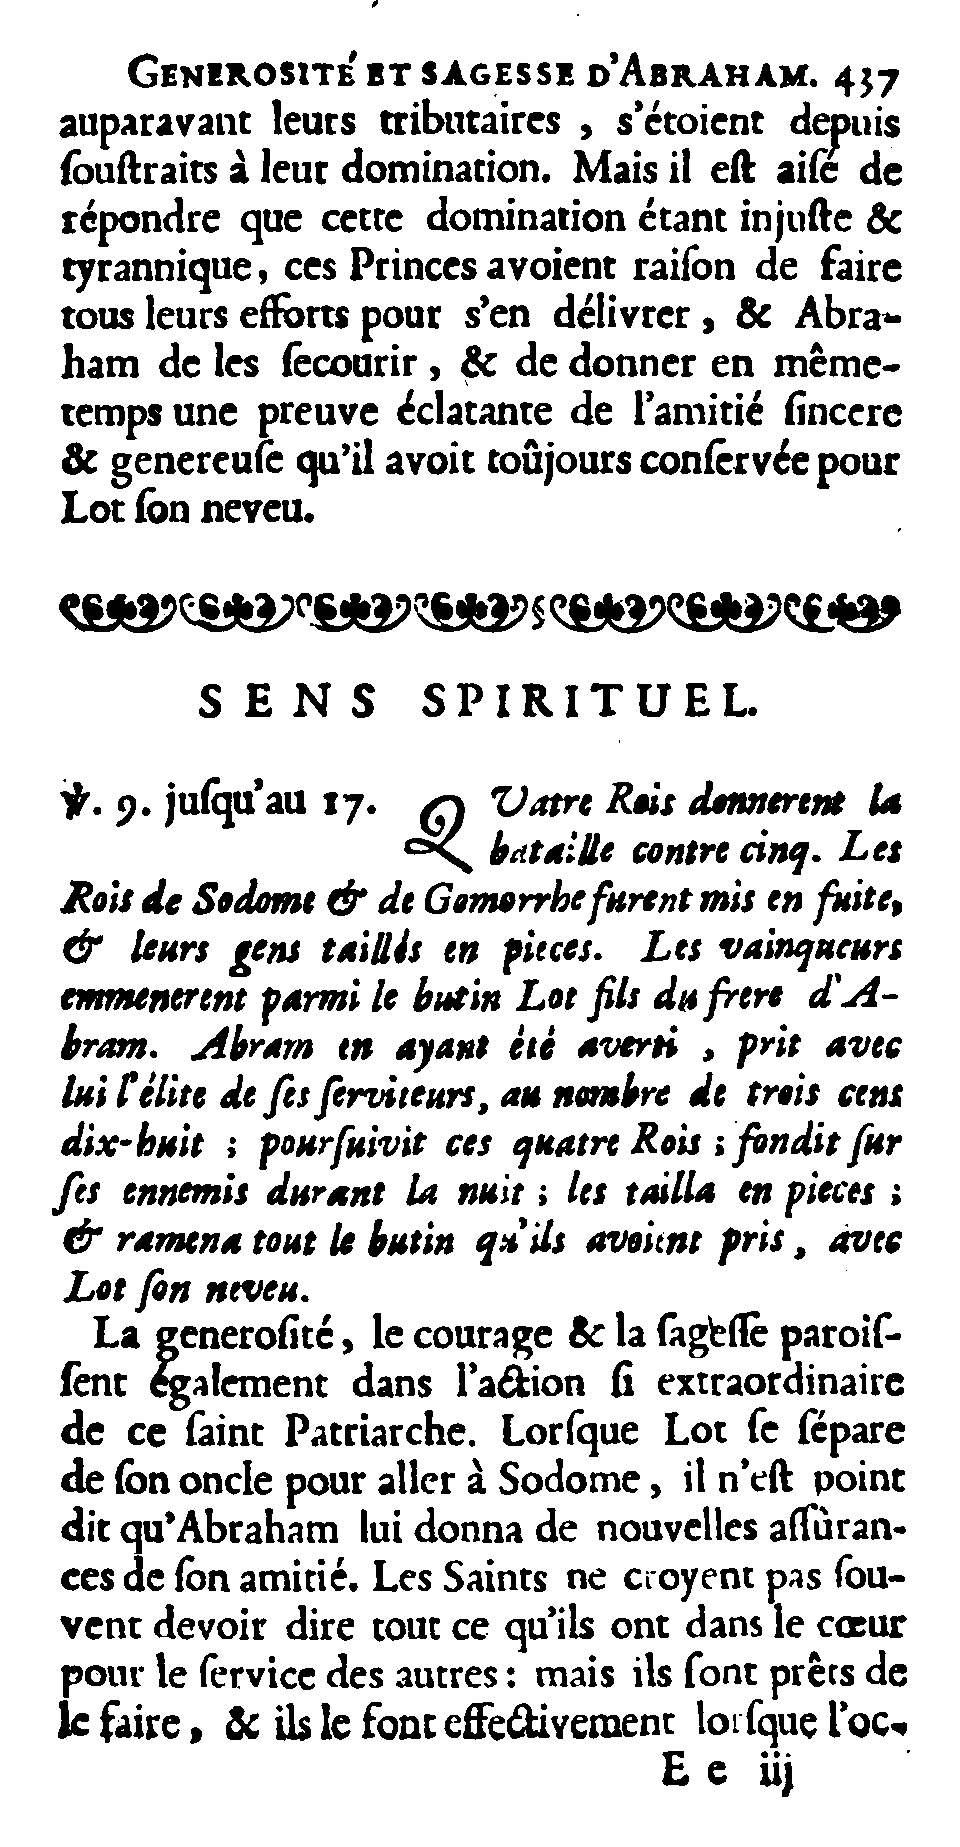 GENEROSITÉ ET SAGESSE D'ABRAHAM. 437
auparavant leurs tributaires , s'étoient depuis
ſouſtraits à leur domination. Mais il eſt aiſé de
répondre que cette domination étant injuſte &
tyrannique, ces Princes avoient raiſon de faire
tous leurs efforts pour s'en délivrer , & Abra-
ham de les ſecourir , & de donner en même-
temps une preuve éclatante de l'amitié ſincere
& genereuſe qu'il avoit toûjours conſervée pour
Lot ſon neveu.
SENS SPIRITUEL.
℣. 9. juſqu'au 17. QUatre Rois donnerent la
bataille contre cinq. Les
Rois de Sodome & de Gomorrhe furent mis en fuite,
& leurs gens taillés en pieces. Les vainqueurs
emmenerent parmi le butin Lot fils du frere d'A-
bram. Abram en ayant été averti , prit avec
lui l'élite de ſes ſerviteurs, au nombre de trois cens
dix-huit ; pourſuivit ces quatre Rois ; fondit ſur
ſes ennemis durant la nuit ; les tailla en pieces ;
& ramena tout le butin qu'ils avoient pris , avec
Lot ſon neveu.
La generoſité, le courage & la ſageſſe paroiſ-
ſent également dans l'action ſi extraordinaire
de ce ſaint Patriarche. Lorſque Lot ſe ſépare
de ſon oncle pour aller à Sodome , il n'eſt point
dit qu'Abraham lui donna de nouvelles aſſûran-
ces de ſon amitié. Les Saints ne croyent pas ſou-
vent devoir dire tout ce qu'ils ont dans le cœur
pour le ſervice des autres : mais ils ſont prêts de
le faire , & ils le font effectivement lorſque l'oc-
E e iij